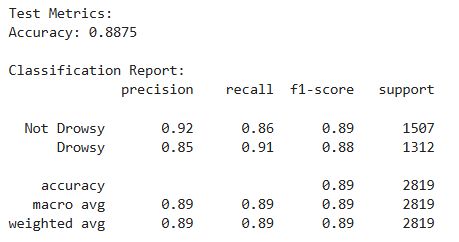 Test Metrics:
Accuracy: 0.8875
Classification Report:
precision recall f1-score support
Not Drowsy 0.92 0.86 0.89 1507
Drowsy 0.85 0.91 0.88 1312
accuracy 0.89 2819
macro avg 0.89 0.89 0.89 2819
weighted avg 0.89 0.89 0.89 2819